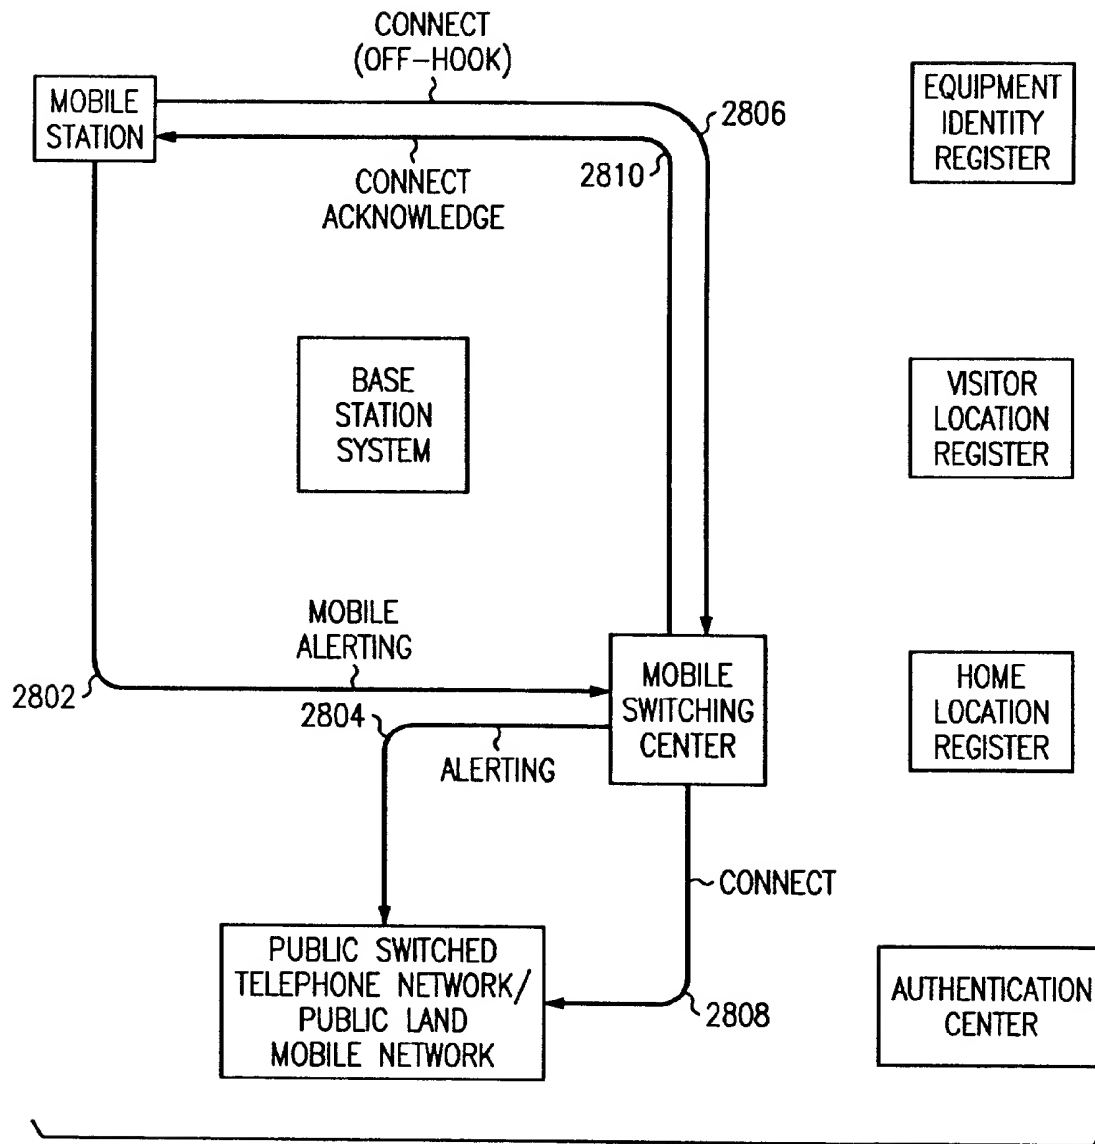 CONNECT
(OFF-HOOK)
MOBILE
STATION
2806
EQUIPMENT
IDENTITY
REGISTER
CONNECT
ACKNOWLEDGE
2810
BASE
STATION
SYSTEM
VISITOR
LOCATION
REGISTER
MOBILE
ALERTING
2802
2804
ALERTING
MOBILE
SWITCHING
CENTER
HOME
LOCATION
REGISTER
CONNECT
PUBLIC SWITCHED
TELEPHONE NETWORK/
PUBLIC LAND
MOBILE NETWORK
2808
AUTHENTICATION
CENTER